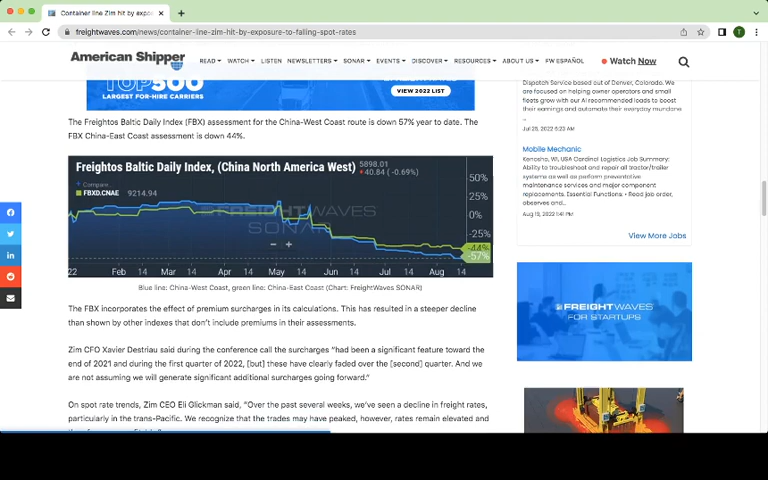 Container line Zim hit by expo
freightwaves.com/news/container-line-zim-hit-by-exposure-to-falling-spot-rates
T
American Shipper
READ WATCH LISTEN NEWSLETTERS SONAR EVENTS DISCOVER RESOURCES ABOUT US FW ESPAÑOL Watch Now
TOP500
LARGEST FOR-HIRE CARRIERS
VIEW 2022 LIST
The Freightos Baltic Daily Index (FBX) assessment for the China-West Coast route is down 57% year to date. The
FBX China-East Coast assessment is down 44%.
Freightos Baltic Daily Index, (China North America West)
5898.01
40.84 (-0.69%)
Compare...
FBXD.CNAE 9214.94
FREIGHTWAVES
SONAR
50%
25%
0%
-25%
-44%
-57%
22 Feb 14 Mar 14 Apr 14 May 14 Jun 14 Jul 14 Aug 14
Blue line: China-West Coast, green line: China-East Coast (Chart: FreightWaves SONAR)
The FBX incorporates the effect of premium surcharges in its calculations. This has resulted in a steeper decline
than shown by other indexes that don't include premiums in their assessments.
Zim CFO Xavier Destriau said during the conference call the surcharges "had been a significant feature toward the
end of 2021 and during the first quarter of 2022, [but] these have clearly faded over the [second] quarter. And we
are not assuming we will generate significant additional surcharges going forward."
On spot rate trends, Zim CEO Eli Glickman said, "Over the past several weeks, we've seen a decline in freight rates,
particularly in the trans-Pacific. We recognize that the trades may have peaked, however, rates remain elevated and
Dispatch Service based out of Denver, Colorado. We
are focused on helping owner operators and small
fleets grow with our AI recommended loads to boost
their earnings and automate their everyday mundane
...
Jul 25, 2022 6:23 AM
Mobile Mechanic
Kenosha, WI, USA Cardinal Logistics Job Summary:
Ability to troubleshoot and repair all tractor/trailer
systems as well as perform preventative
maintenance services and major component
replacements. Essential Functions: • Read job order,
observes and...
Aug 19, 2022 1:41 PM
View More Jobs
FREIGHTWAVES
FOR STARTUPS